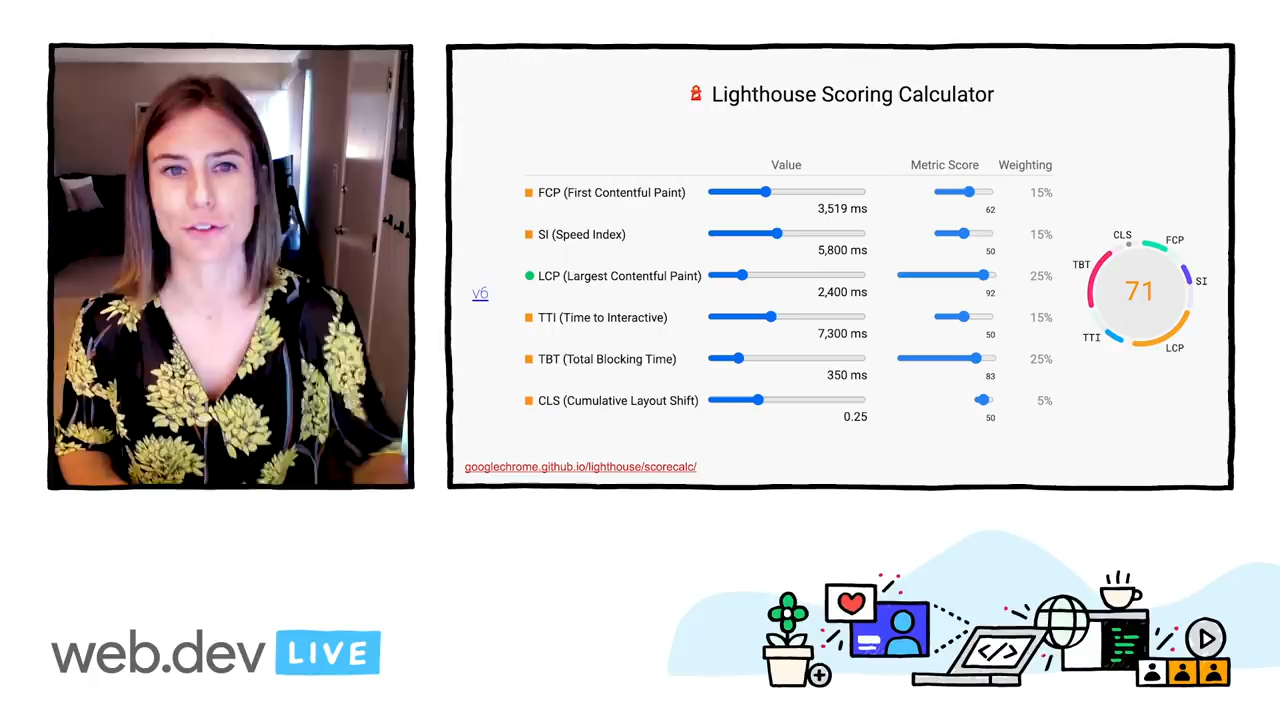 Lighthouse Scoring Calculator
Value Metric Score Weighting
FCP (First Contentful Paint) 15%
3,519 ms 62
SI (Speed Index) 15%
5,800 ms 50
LCP (Largest Contentful Paint) 25%
2,400 ms 92
TTI (Time to Interactive) 15%
7,300 ms 50
TBT (Total Blocking Time) 25%
350 ms 83
CLS (Cumulative Layout Shift) 5%
0.25 50
v6
CLS
FCP
TBT
SI
71
TTI
LCP
googlechrome.github.io/lighthouse/scorecalc/
web.dev LIVE
</>